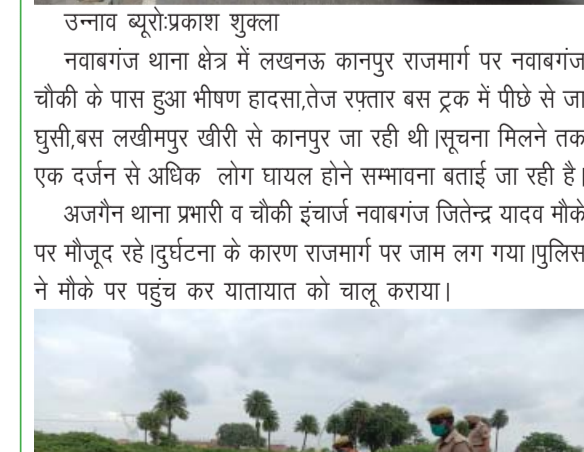 उन्नाव ब्यूरोःप्रकाश शुक्ला
नवाबगंज थाना क्षेत्र में लखनऊ कानपुर राजमार्ग पर नवाबगंज
चौकी के पास हुआ भीषण हादसा,तेज रफ़्तार बस ट्रक में पीछे से जा
घुसी,बस लखीमपुर खीरी से कानपुर जा रही थी।सूचना मिलने तक
एक दर्जन से अधिक लोग घायल होने सम्भावना बताई जा रही है।
अजगैन थाना प्रभारी व चौकी इंचार्ज नवाबगंज जितेन्द्र यादव मौके
पर मौजूद रहे।दुर्घटना के कारण राजमार्ग पर जाम लग गया।पुलिस
ने मौके पर पहुंच कर यातायात को चालू कराया।